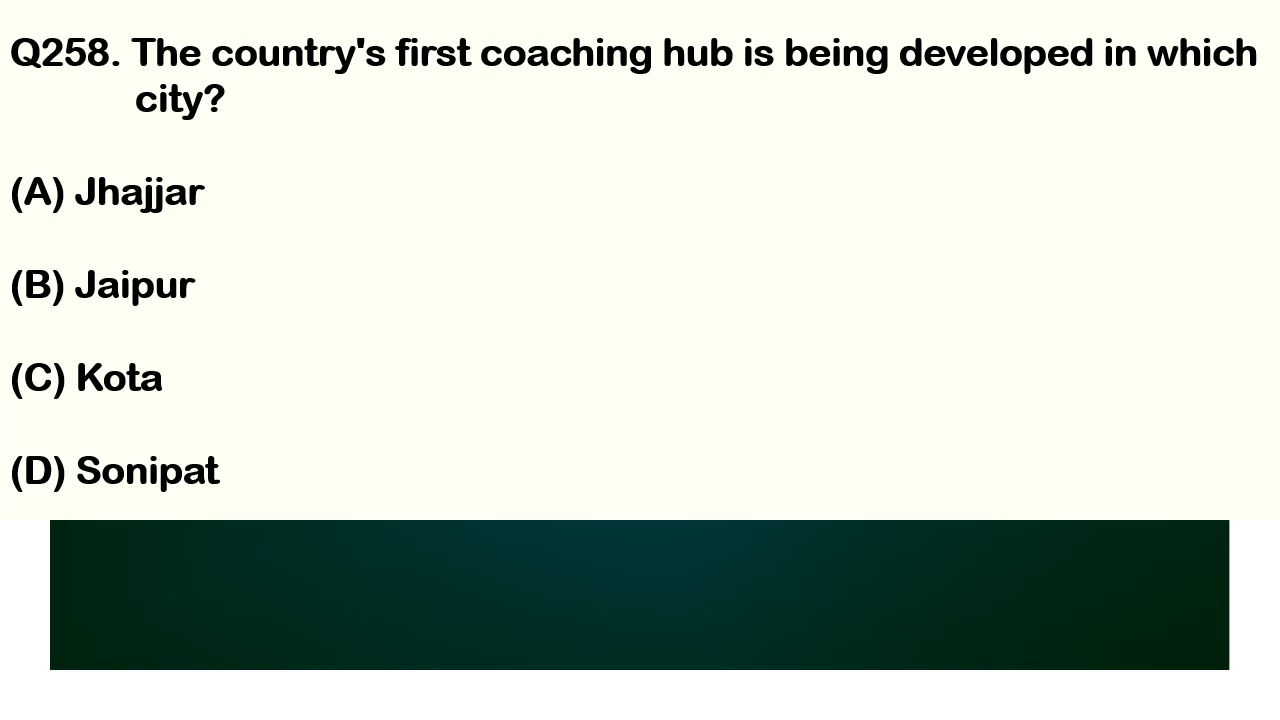 Q258. The country's first coaching hub is being developed in which
city?
(A) Jhajjar
(B) Jaipur
(C) Kota
(D) Sonipat